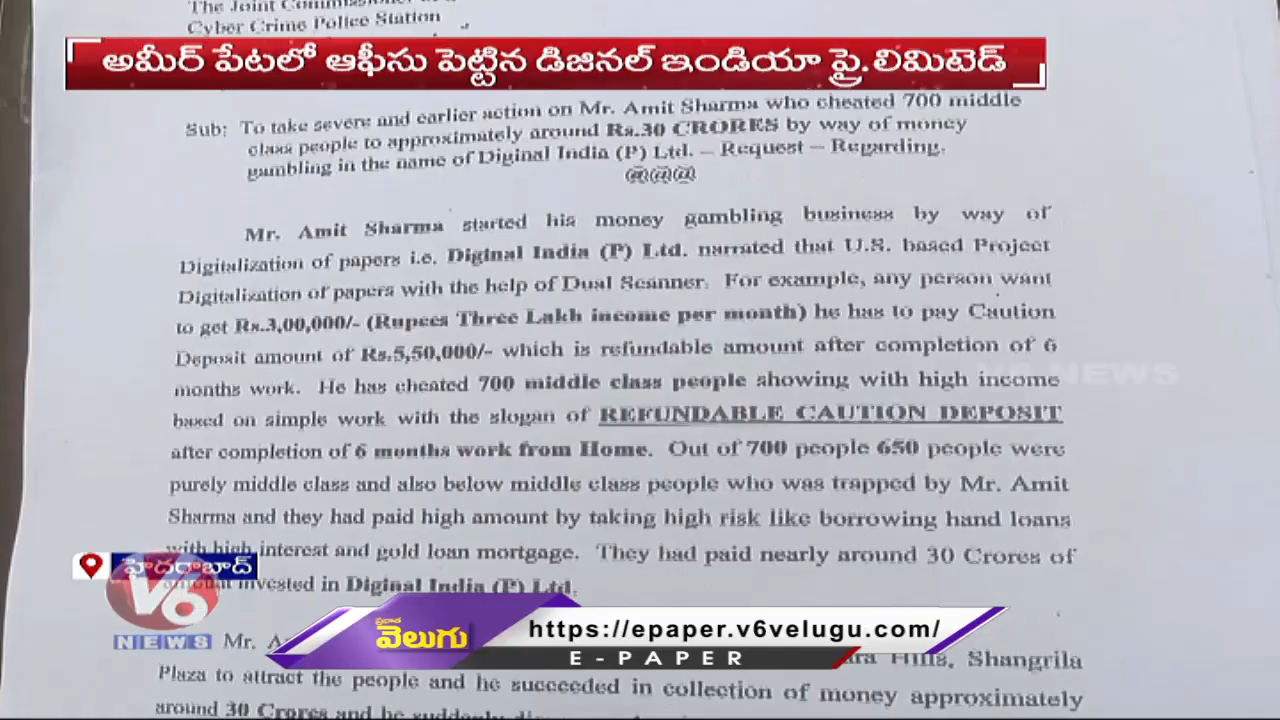 The Joint Commissioner
Cyber Crime Police Station
అమీర్ పేటలో ఆఫీసు పెట్టిన డిజినల్ ఇండియా ప్రై.లిమిటెడ్
Sub: To take severe and earlier action on Mr. Amit Sharma who cheated 700 middle
class people to approximately around Rs.30 CRORES by way of money
gambling in the name of Diginal India (P) Ltd. – Request – Regarding.
@@@
Mr. Amit Sharma started his money gambling business by way of
Digitalization of papers i.e. Diginal India (P) Ltd. narrated that U.S. based Project
Digitalization of papers with the help of Dual Scanner. For example, any person want
to get Rs.3,00,000/- (Rupees Three Lakh income per month) he has to pay Caution
Deposit amount of Rs.5,50,000/- which is refundable amount after completion of 6
months work. He has cheated 700 middle class people showing with high income
based on simple work with the slogan of REFUNDABLE CAUTION DEPOSIT
after completion of 6 months work from Home. Out of 700 people 650 people were
purely middle class and also below middle class people who was trapped by Mr. Amit
Sharma and they had paid high amount by taking high risk like borrowing hand loans
with high interest and gold loan mortgage. They had paid nearly around 30 Crores of
amount invested in Diginal India (P) Ltd.
V6 NEWS
హైదరాబాద్
V6
NEWS
ప్రభాత
వెలుగు
https://epaper.v6velugu.com/
E-PAPER
Mr.
Hills, Shangrila
Plaza to attract the people and he succeeded in collection of money approximately
around 30 Crores and he suddenly